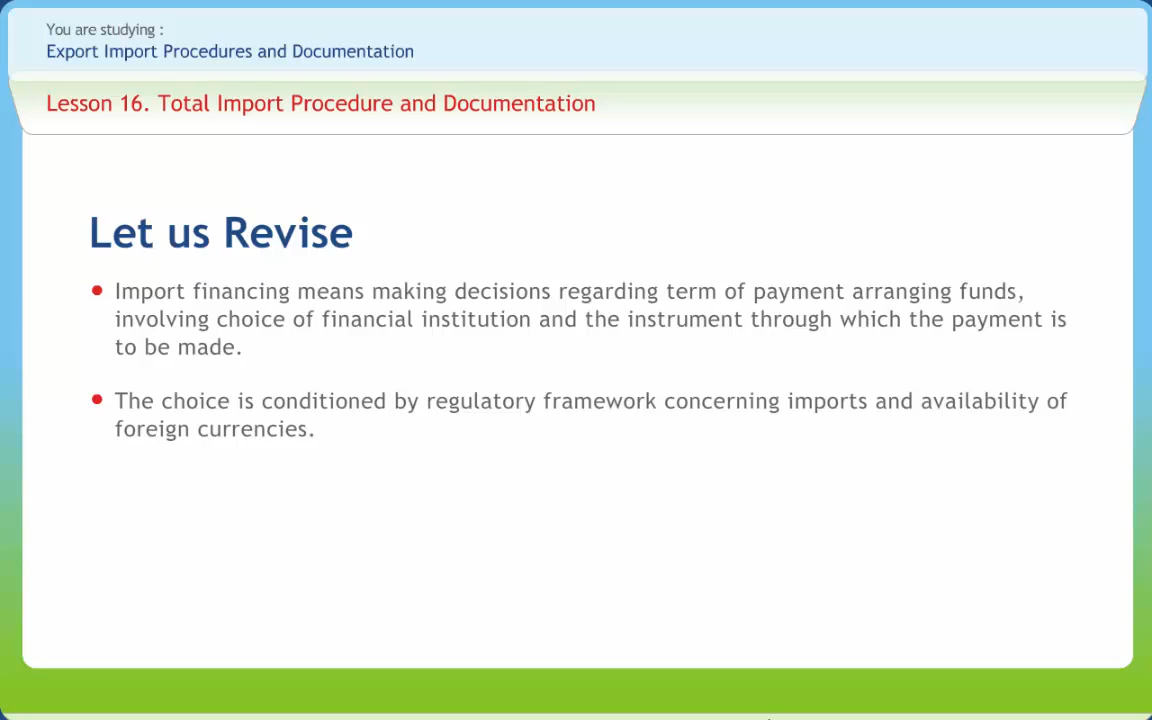 You are studying :
Export Import Procedures and Documentation
Lesson 16. Total Import Procedure and Documentation
Let us Revise
• Import financing means making decisions regarding term of payment arranging funds,
involving choice of financial institution and the instrument through which the payment is
to be made.
• The choice is conditioned by regulatory framework concerning imports and availability of
foreign currencies.